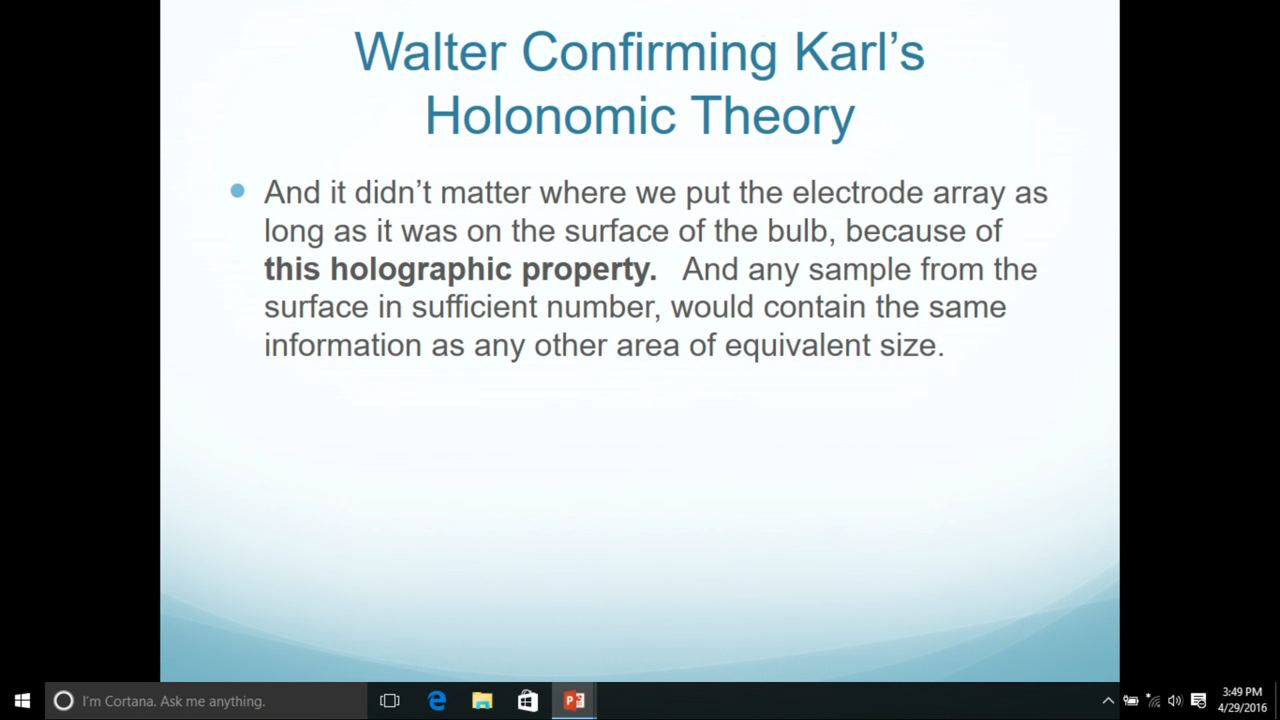 Walter Confirming Karl’s
Holonomic Theory
And it didn’t matter where we put the electrode array as
long as it was on the surface of the bulb, because of
this holographic property. And any sample from the
surface in sufficient number, would contain the same
information as any other area of equivalent size.
I'm Cortana. Ask me anything.
3:49 PM
4/29/2016